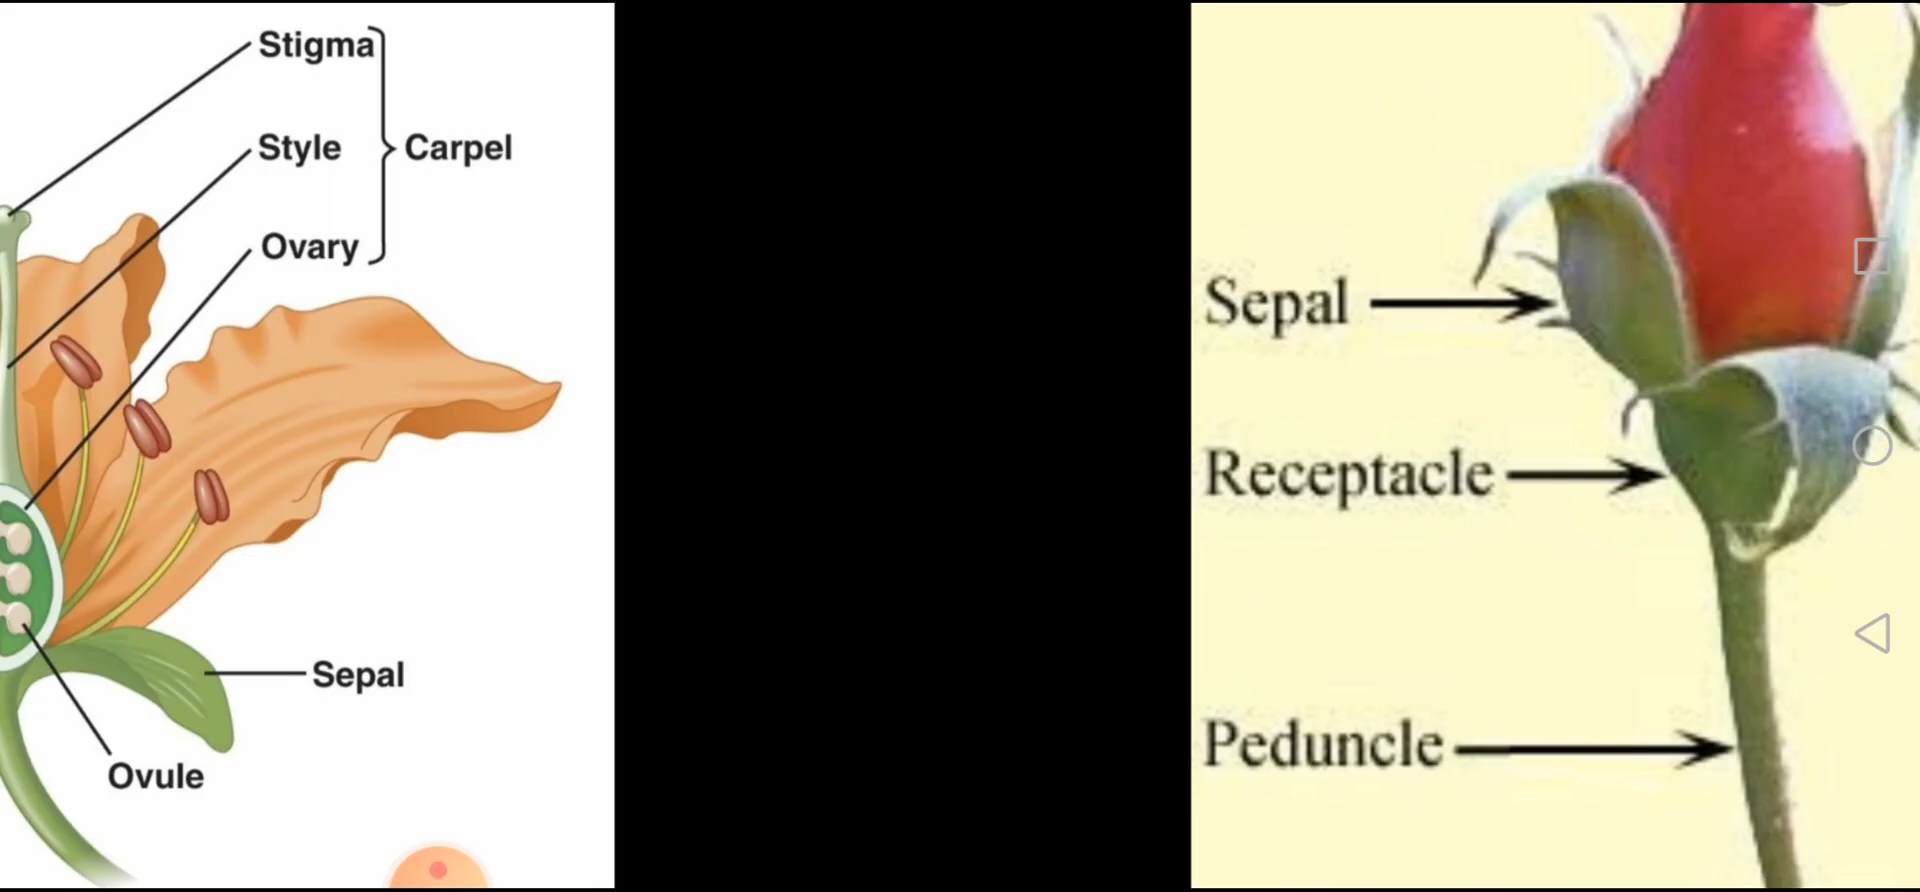 Stigma
Style
Carpel
Ovary
Sepal
Ovule
Sepal
Receptacle
Peduncle